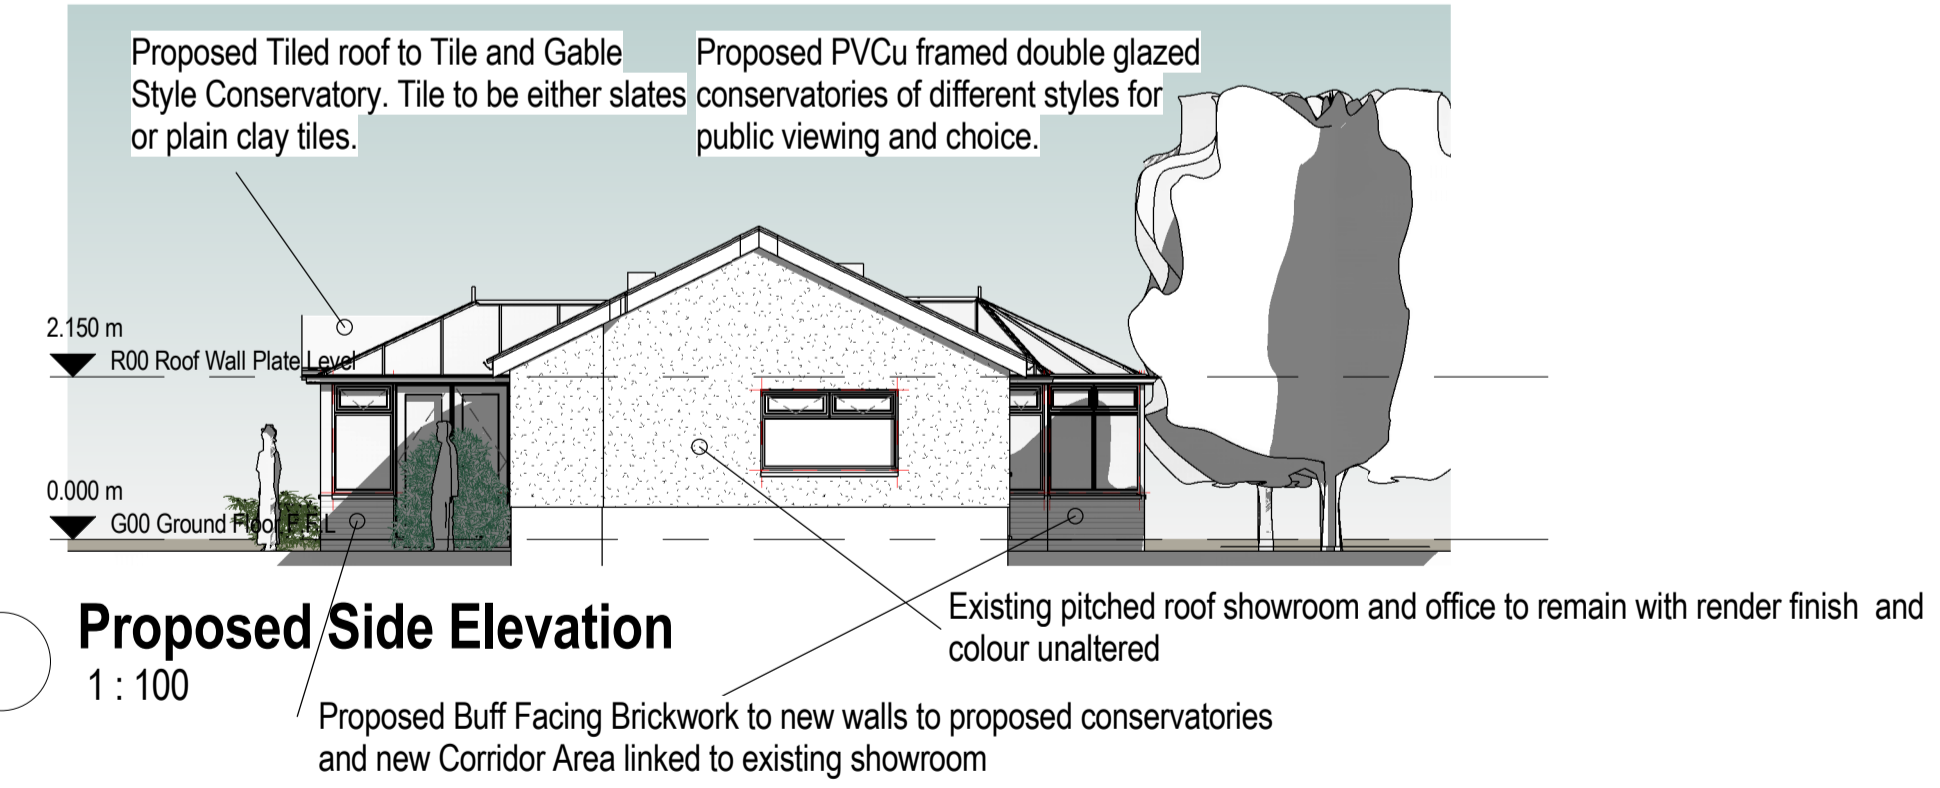 Proposed Tiled roof to Tile and Gable
Style Conservatory. Tile to be either slates
or plain clay tiles.
Proposed PVCu framed double glazed
conservatories of different styles for
public viewing and choice.
2.150 m
R00 Roof Wall Plate Level
0.000 m
G00 Ground Floor F.F.L
Proposed Side Elevation
1 : 100
Existing pitched roof showroom and office to remain with render finish and
colour unaltered
Proposed Buff Facing Brickwork to new walls to proposed conservatories
and new Corridor Area linked to existing showroom